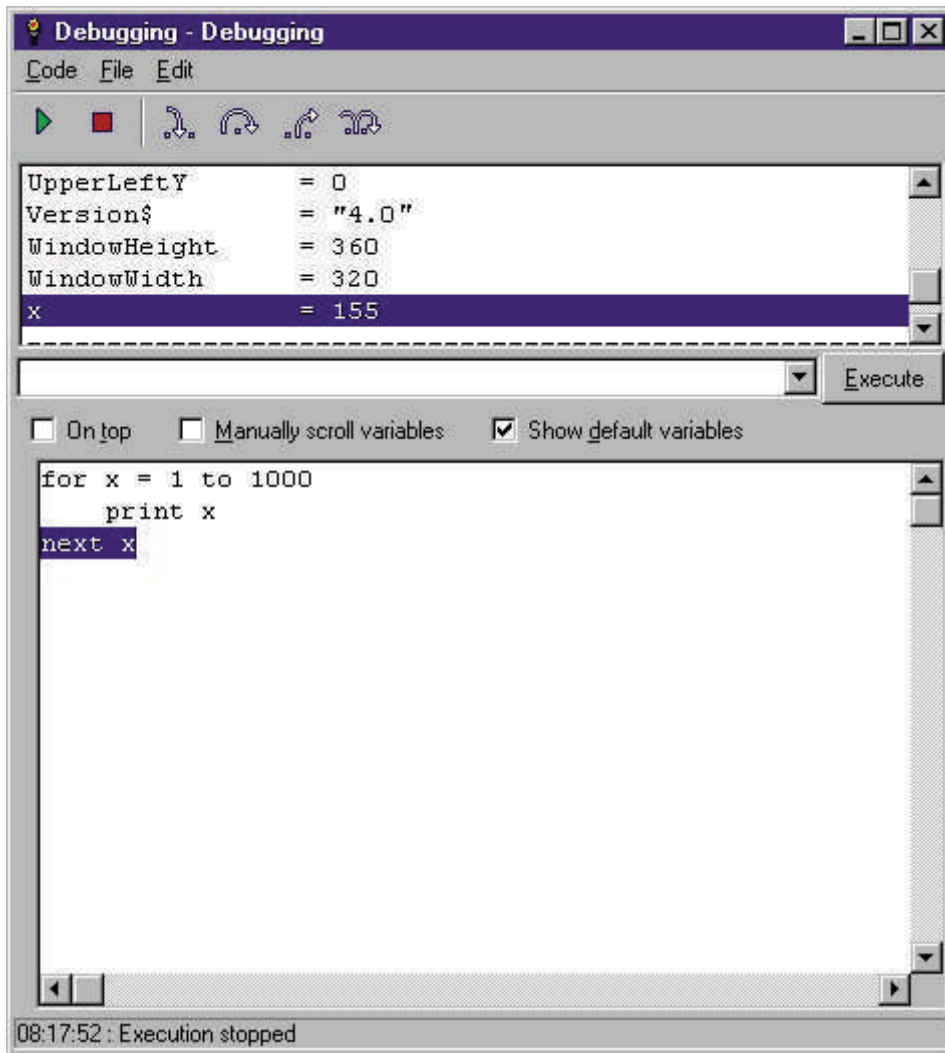 Debugging - Debugging
Code File Edit
UpperLeftY = 0
Version$ = "4.0"
WindowHeight = 360
WindowWidth = 320
x = 155
Execute
On top Manually scroll variables Show default variables
for x = 1 to 1000
print x
next x
08:17:52 : Execution stopped